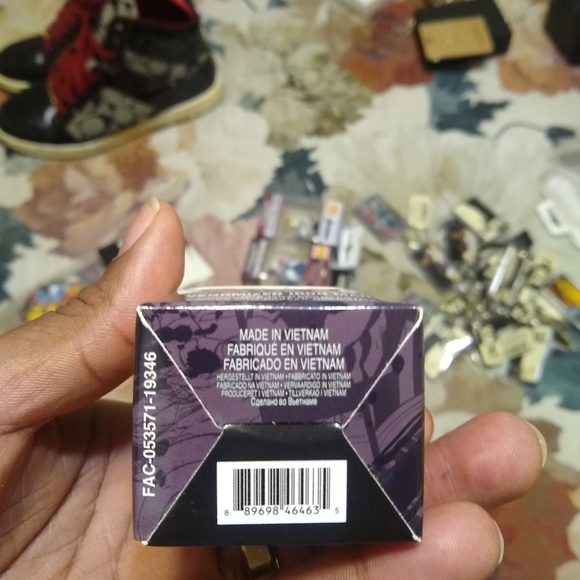 MADE IN VIETNAM
FABRIQUÉ EN VIETNAM
FABRICADO EN VIETNAM
HERGESTELLT IN VIETNAM • FABBRICATO IN VIETNAM
FABRICADO NA VIETNAM • VERVAARDIGD IN VIETNAM
PRODUCERET I VIETNAM • TILLVERKAD I VIETNAM
Сделано во Вьетнаме
FAC-053571-19346
8 89698 46463 5